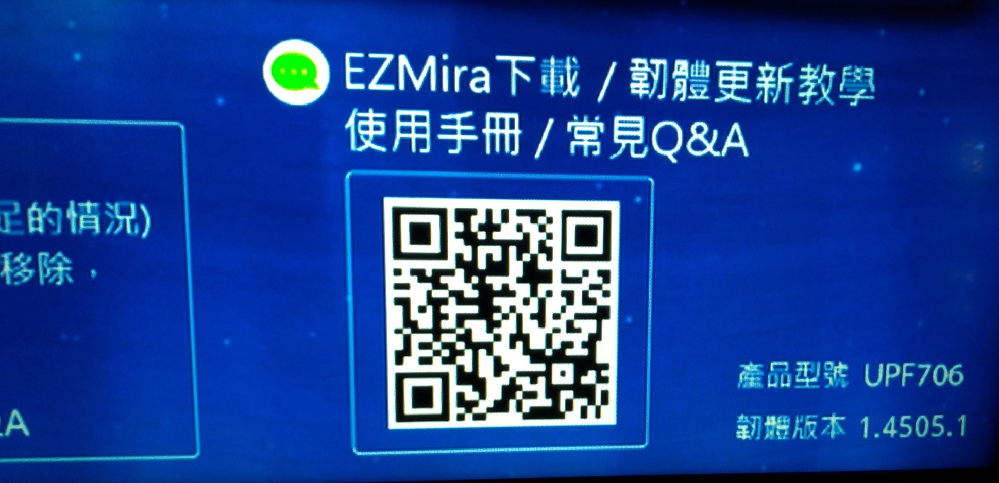 EZMira下載 / 韌體更新教學
使用手冊 / 常見Q&A
足的情況)
移除，
A
產品型號 UPF706
韌體版本 1.4505.1